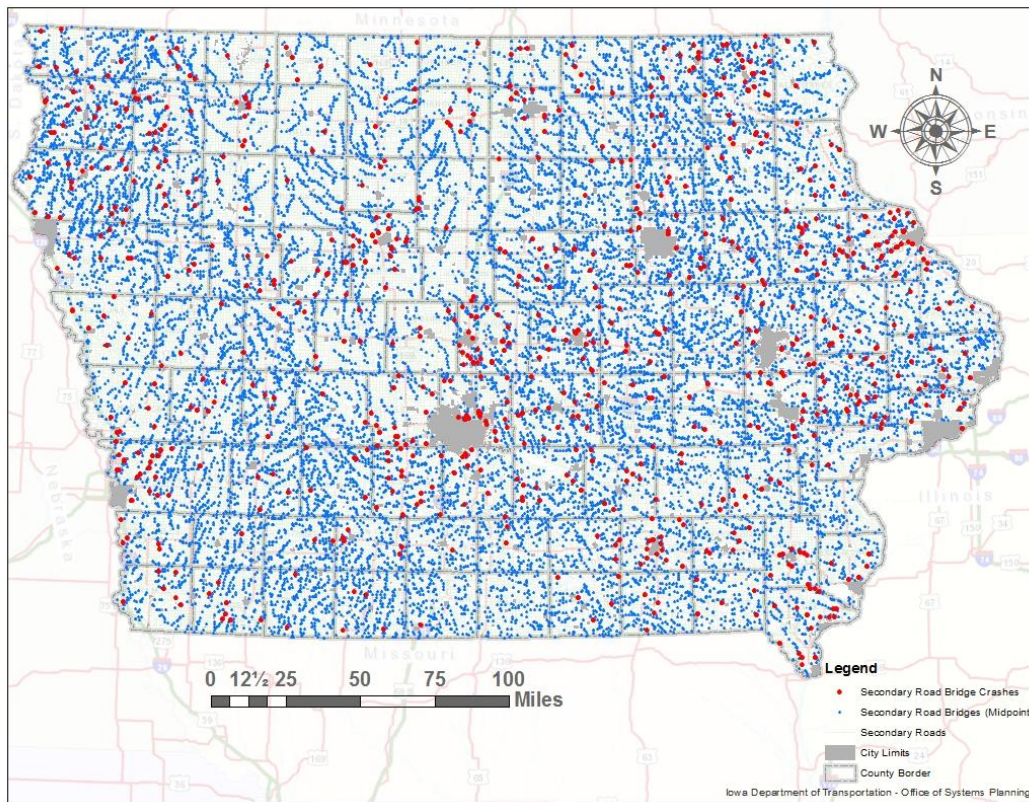 Minnesota
N
W
E
S
Nebraska
Illinois
Missouri
0 12½ 25 50 75 100
Miles
Legend
Secondary Road Bridge Crashes
Secondary Road Bridges (Midpoint
Secondary Roads
City Limits
County Border
Iowa Department of Transportation - Office of Systems Planning